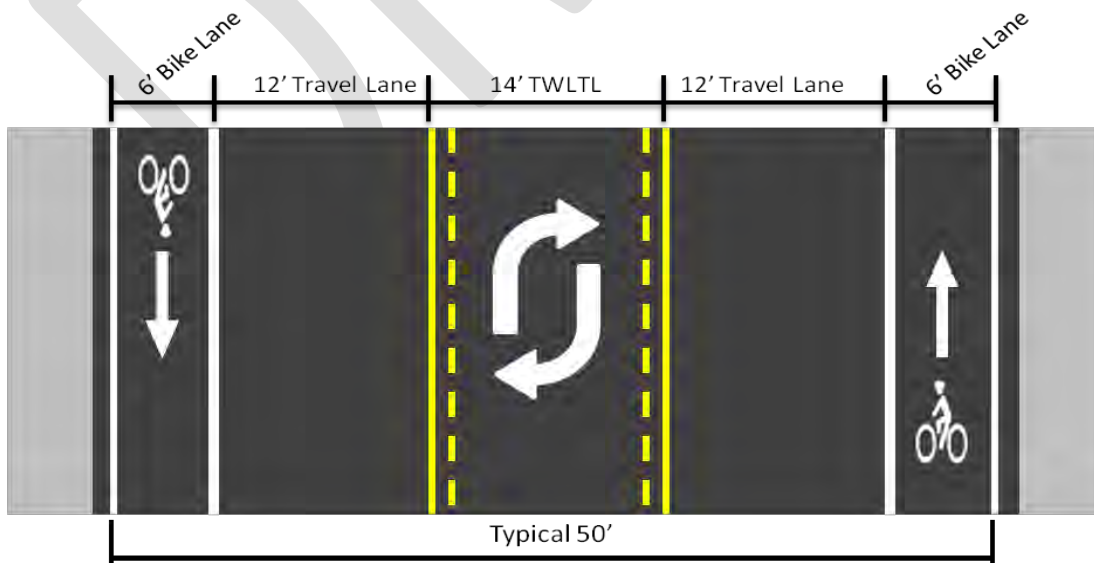 6’ Bike Lane
12’ Travel Lane
14’ TWLTL
12’ Travel Lane
6’ Bike Lane
Typical 50’